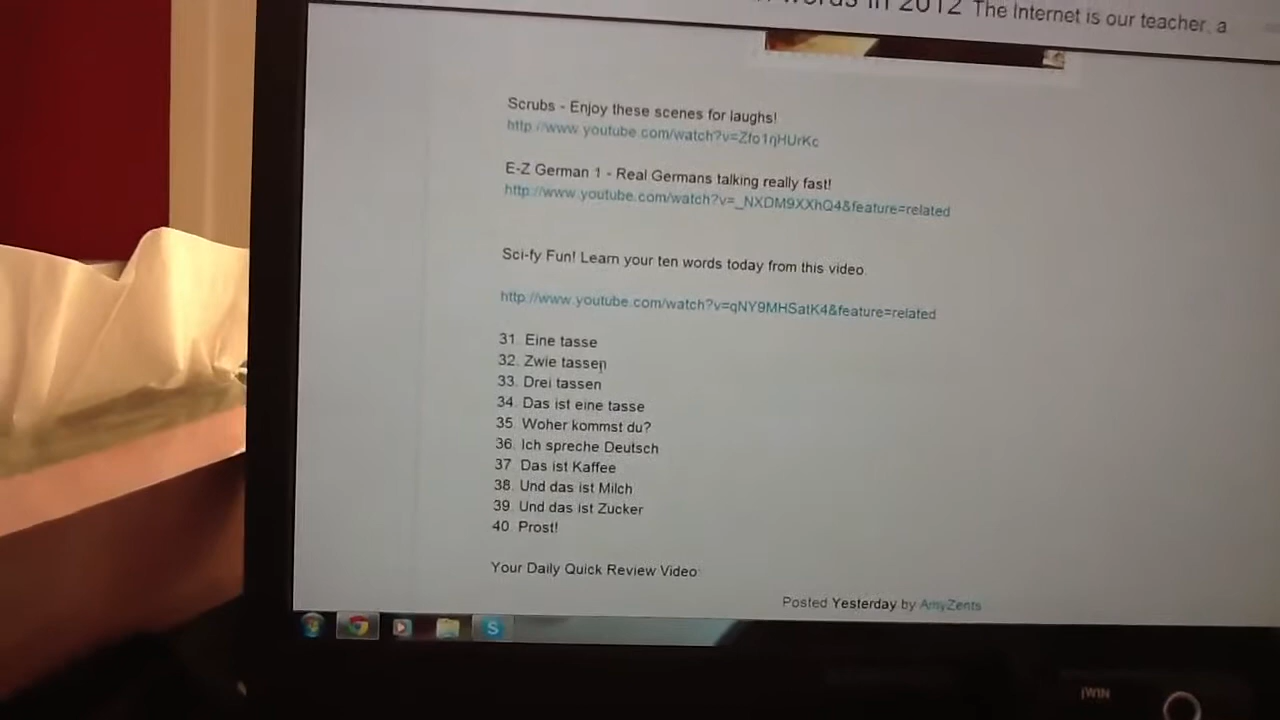 words in 2012 The Internet is our teacher, a
Scrubs - Enjoy these scenes for laughs!
http://www.youtube.com/watch?v=Zfo1ηHUrKc
E-Z German 1 - Real Germans talking really fast!
http://www.youtube.com/watch?v=_NXDM9XXhQ4&feature=related
Sci-fy Fun! Learn your ten words today from this video.
http://www.youtube.com/watch?v=qNY9MHSatK4&feature=related
31. Eine tasse
32. Zwie tassen
33. Drei tassen
34. Das ist eine tasse
35. Woher kommst du?
36. Ich spreche Deutsch
37. Das ist Kaffee
38. Und das ist Milch
39. Und das ist Zucker
40. Prost!
Your Daily Quick Review Video:
Posted Yesterday by AmyZents
iWIN